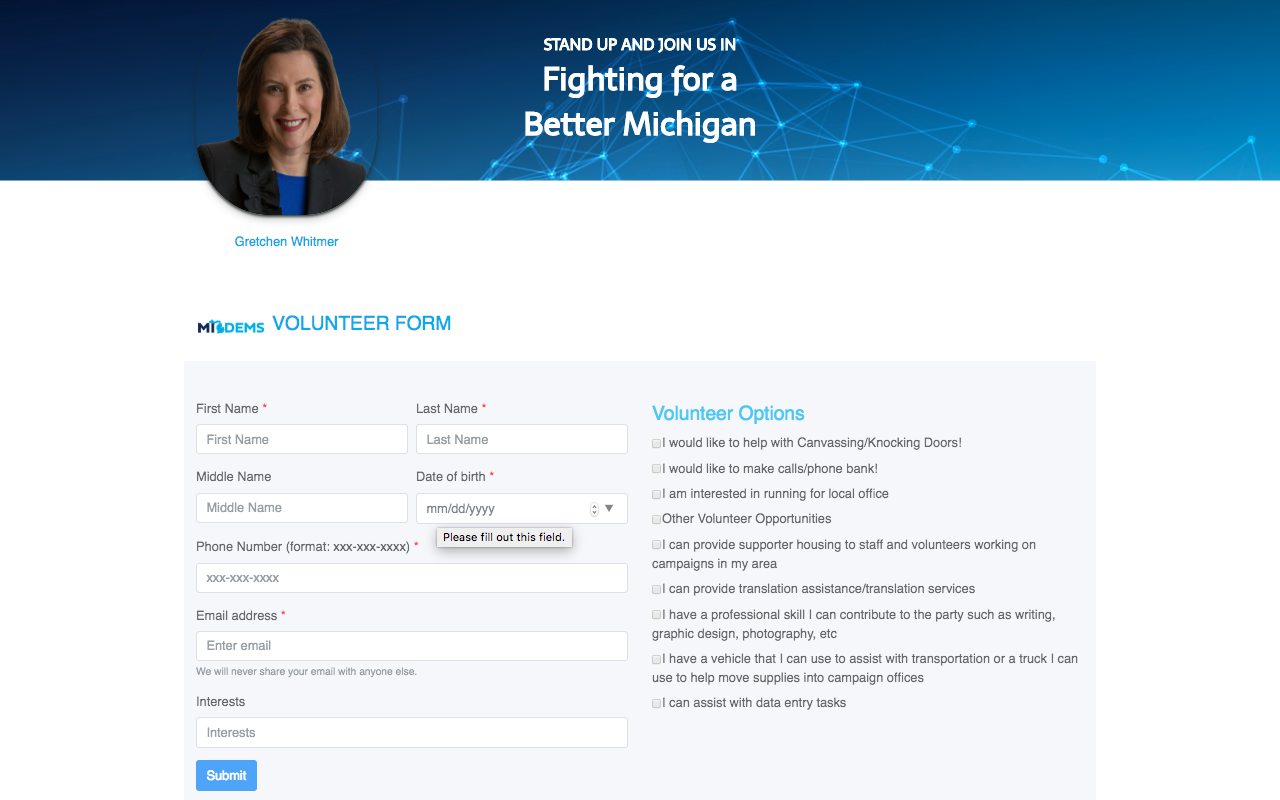 STAND UP AND JOIN US IN
Fighting for a
Better Michigan
Gretchen Whitmer
MIDEMS VOLUNTEER FORM
First Name *
Last Name *
First Name
Last Name
Middle Name
Date of birth *
Middle Name
mm/dd/yyyy
Please fill out this field.
Phone Number (format: xxx-xxx-xxxx) *
xxx-xxx-xxxx
Email address *
Enter email
We will never share your email with anyone else.
Interests
Interests
Submit
Volunteer Options
I would like to help with Canvassing/Knocking Doors!
I would like to make calls/phone bank!
I am interested in running for local office
Other Volunteer Opportunities
I can provide supporter housing to staff and volunteers working on
campaigns in my area
I can provide translation assistance/translation services
I have a professional skill I can contribute to the party such as writing,
graphic design, photography, etc
I have a vehicle that I can use to assist with transportation or a truck I can
use to help move supplies into campaign offices
I can assist with data entry tasks